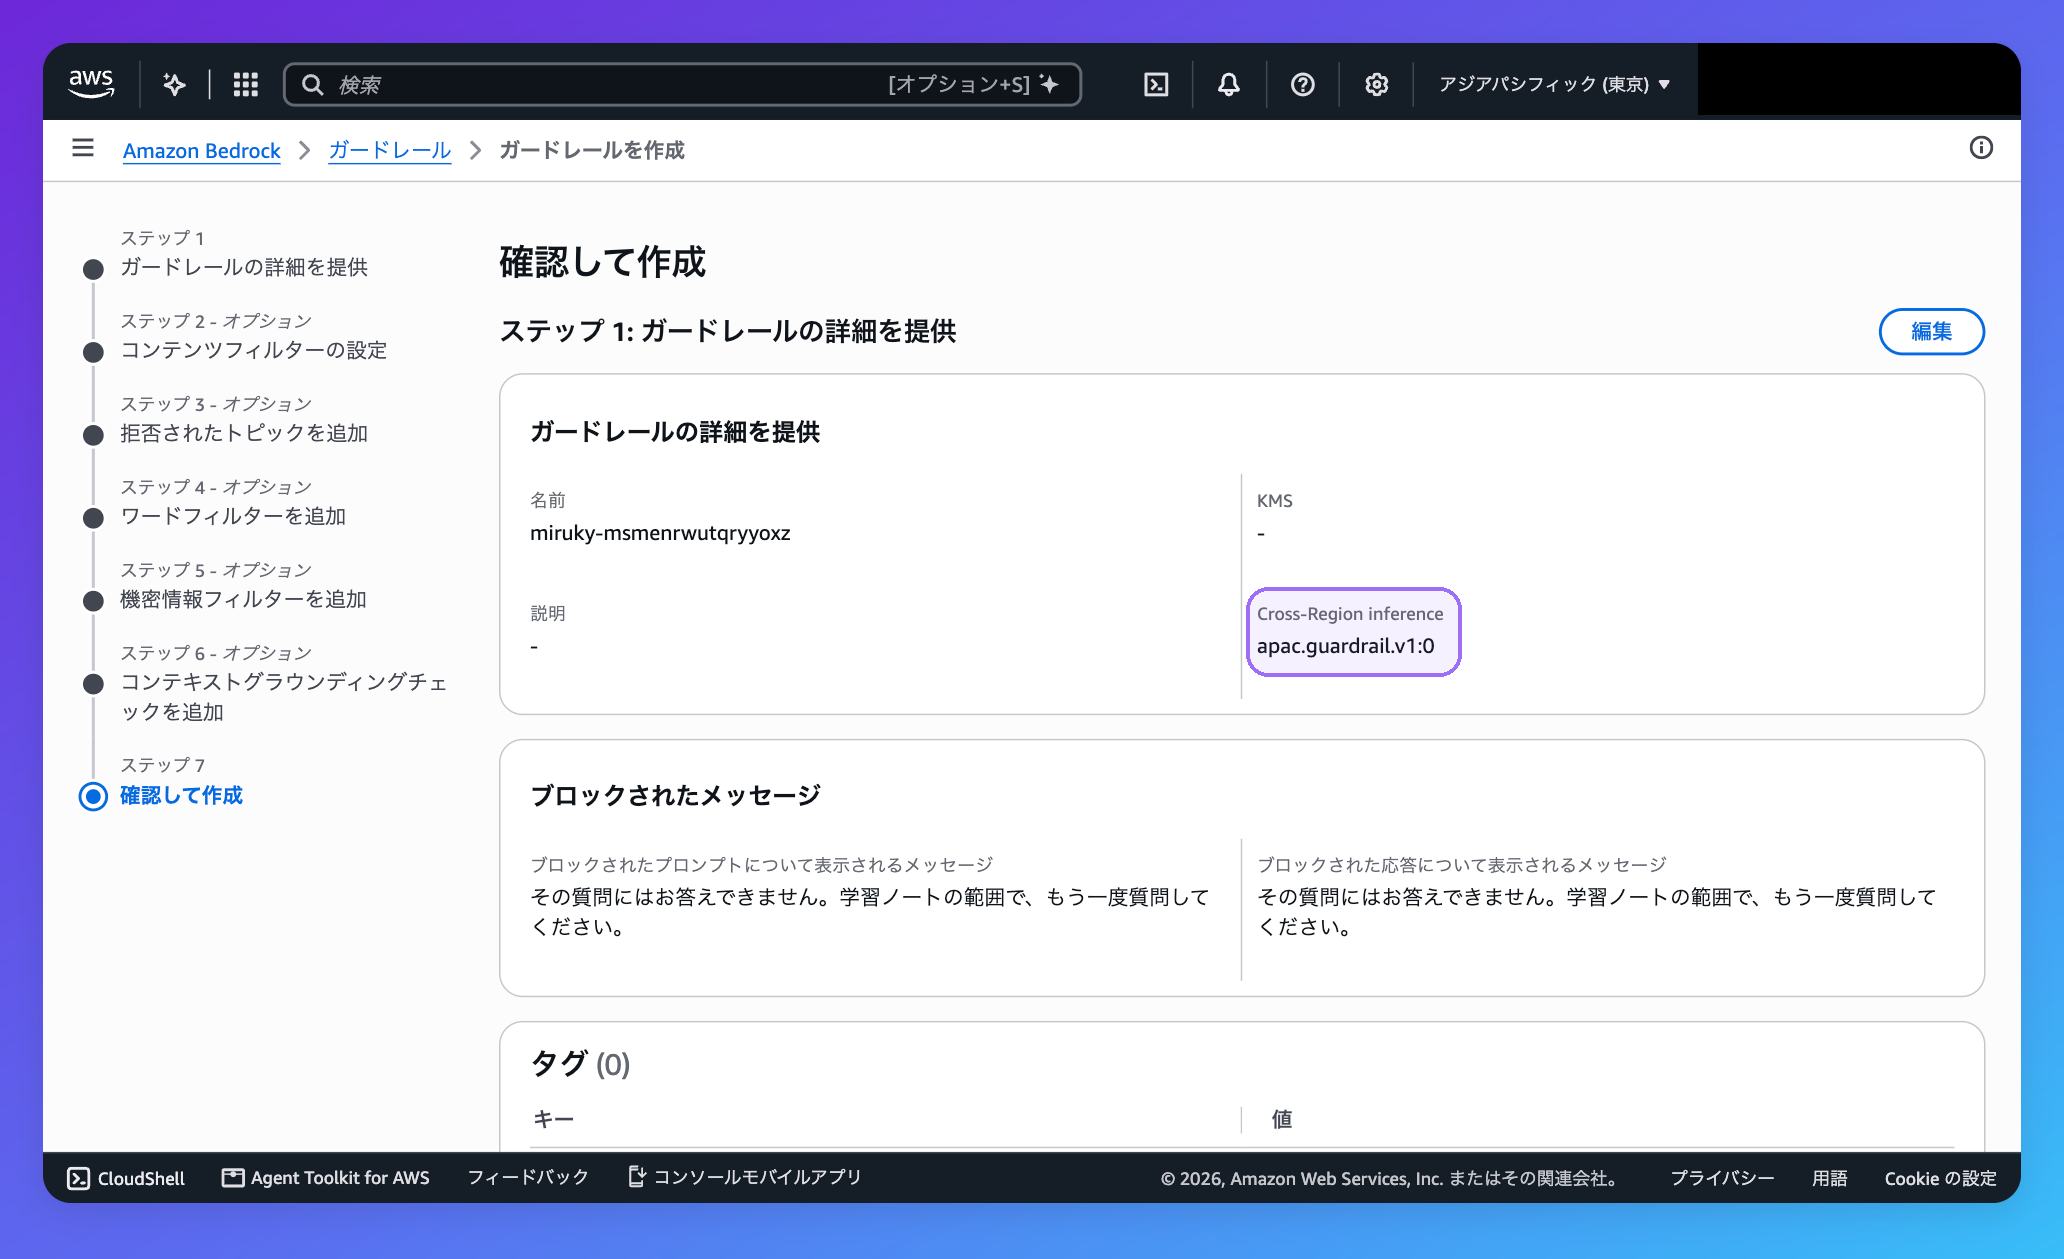 aws
検索
[オプション+S]
アジアパシフィック (東京) ▼
Amazon Bedrock
ガードレール
ガードレールを作成
ステップ 1
ガードレールの詳細を提供
ステップ 2 - オプション
コンテンツフィルターの設定
ステップ 3 - オプション
拒否されたトピックを追加
ステップ 4 - オプション
ワードフィルターを追加
ステップ 5 - オプション
機密情報フィルターを追加
ステップ 6 - オプション
コンテキストグラウンディングチェ
ックを追加
ステップ 7
確認して作成
確認して作成
ステップ 1: ガードレールの詳細を提供
編集
ガードレールの詳細を提供
名前
miruky-msmenrwutqryyoxz
KMS
-
説明
-
Cross-Region inference
apac.guardrail.v1:0
ブロックされたメッセージ
ブロックされたプロンプトについて表示されるメッセージ
その質問にはお答えできません。学習ノートの範囲で、もう一度質問して
ください。
ブロックされた応答について表示されるメッセージ
その質問にはお答えできません。学習ノートの範囲で、もう一度質問して
ください。
タグ (0)
キー
値
CloudShell
Agent Toolkit for AWS
フィードバック
コンソールモバイルアプリ
© 2026, Amazon Web Services, Inc. またはその関連会社。
プライバシー
用語
Cookie の設定